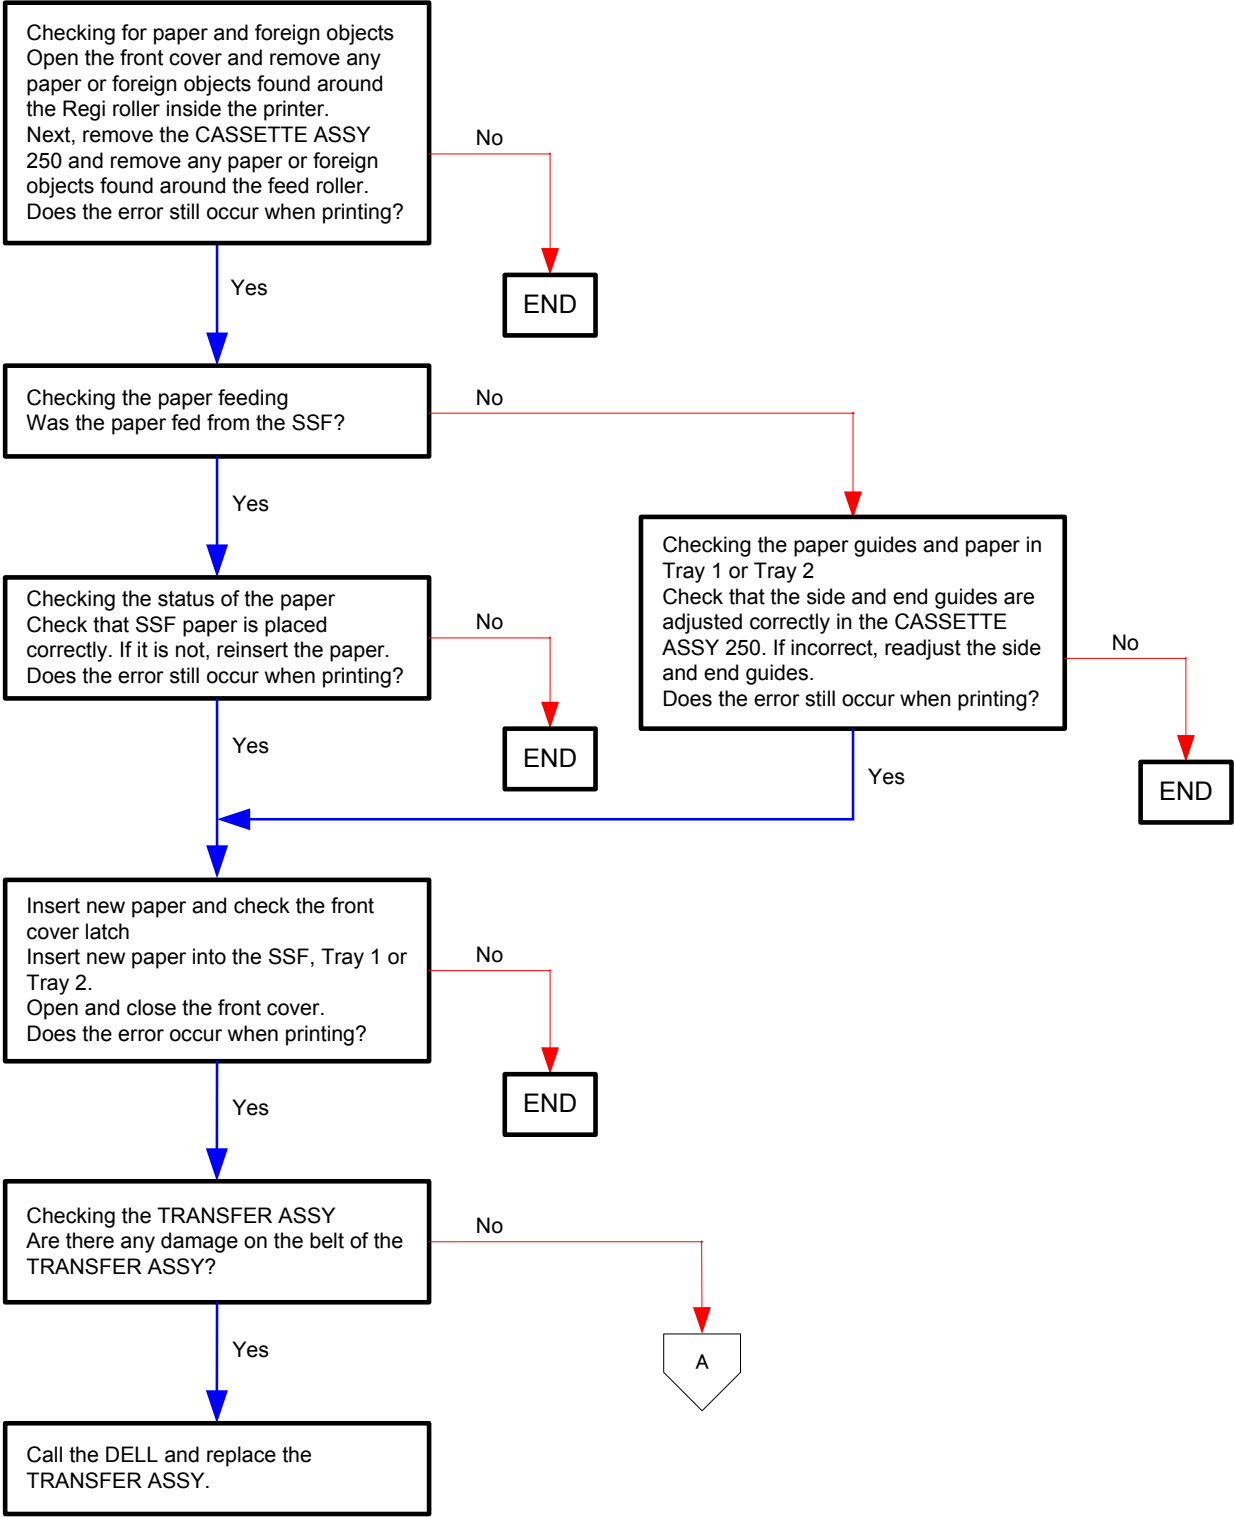 Checking for paper and foreign objects
Open the front cover and remove any
paper or foreign objects found around
the Regi roller inside the printer.
Next, remove the CASSETTE ASSY
250 and remove any paper or foreign
objects found around the feed roller.
Does the error still occur when printing?
No
END
Yes
Checking the paper feeding
Was the paper fed from the SSF?
No
Yes
Checking the status of the paper
Check that SSF paper is placed
correctly. If it is not, reinsert the paper.
Does the error still occur when printing?
No
END
Yes
Checking the paper guides and paper in
Tray 1 or Tray 2
Check that the side and end guides are
adjusted correctly in the CASSETTE
ASSY 250. If incorrect, readjust the side
and end guides.
Does the error still occur when printing?
No
END
Yes
Insert new paper and check the front
cover latch
Insert new paper into the SSF, Tray 1 or
Tray 2.
Open and close the front cover.
Does the error occur when printing?
No
END
Yes
Checking the TRANSFER ASSY
Are there any damage on the belt of the
TRANSFER ASSY?
No
A
Yes
Call the DELL and replace the
TRANSFER ASSY.